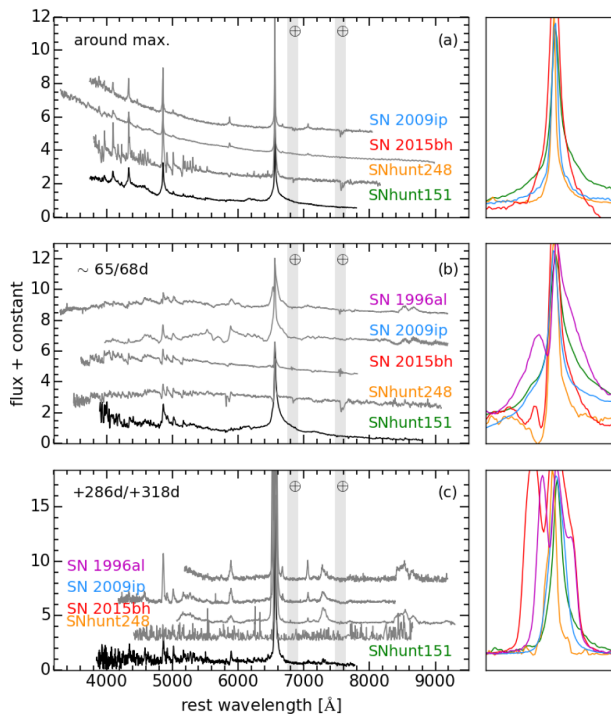 around max. ⊕ ⊕ (a)
SN 2009ip
SN 2015bh
SNhunt248
SNhunt151
12
10
8
6
4
2
0
∼ 65/68d ⊕ ⊕ (b)
SN 1996al
SN 2009ip
SN 2015bh
SNhunt248
SNhunt151
12
10
8
6
4
2
0
flux + constant
+286d/+318d ⊕ ⊕ (c)
SN 1996al
SN 2009ip
SN 2015bh
SNhunt248
SNhunt151
15
10
5
0
4000 5000 6000 7000 8000 9000
rest wavelength [Å]